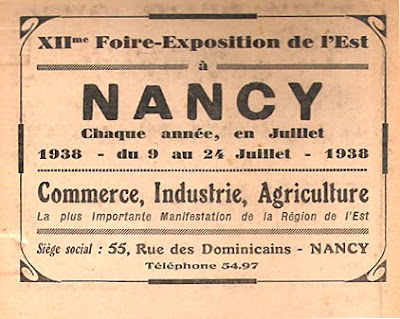 XIIme Foire-Exposition de l'Est
à
NANCY
Chaque année, en Juillet
1938 - du 9 au 24 Juillet - 1938
Commerce, Industrie, Agriculture
La plus Importante Manifestation de la Région de l'Est
Siège social : 55, Rue des Dominicains - NANCY
Téléphone 54.97